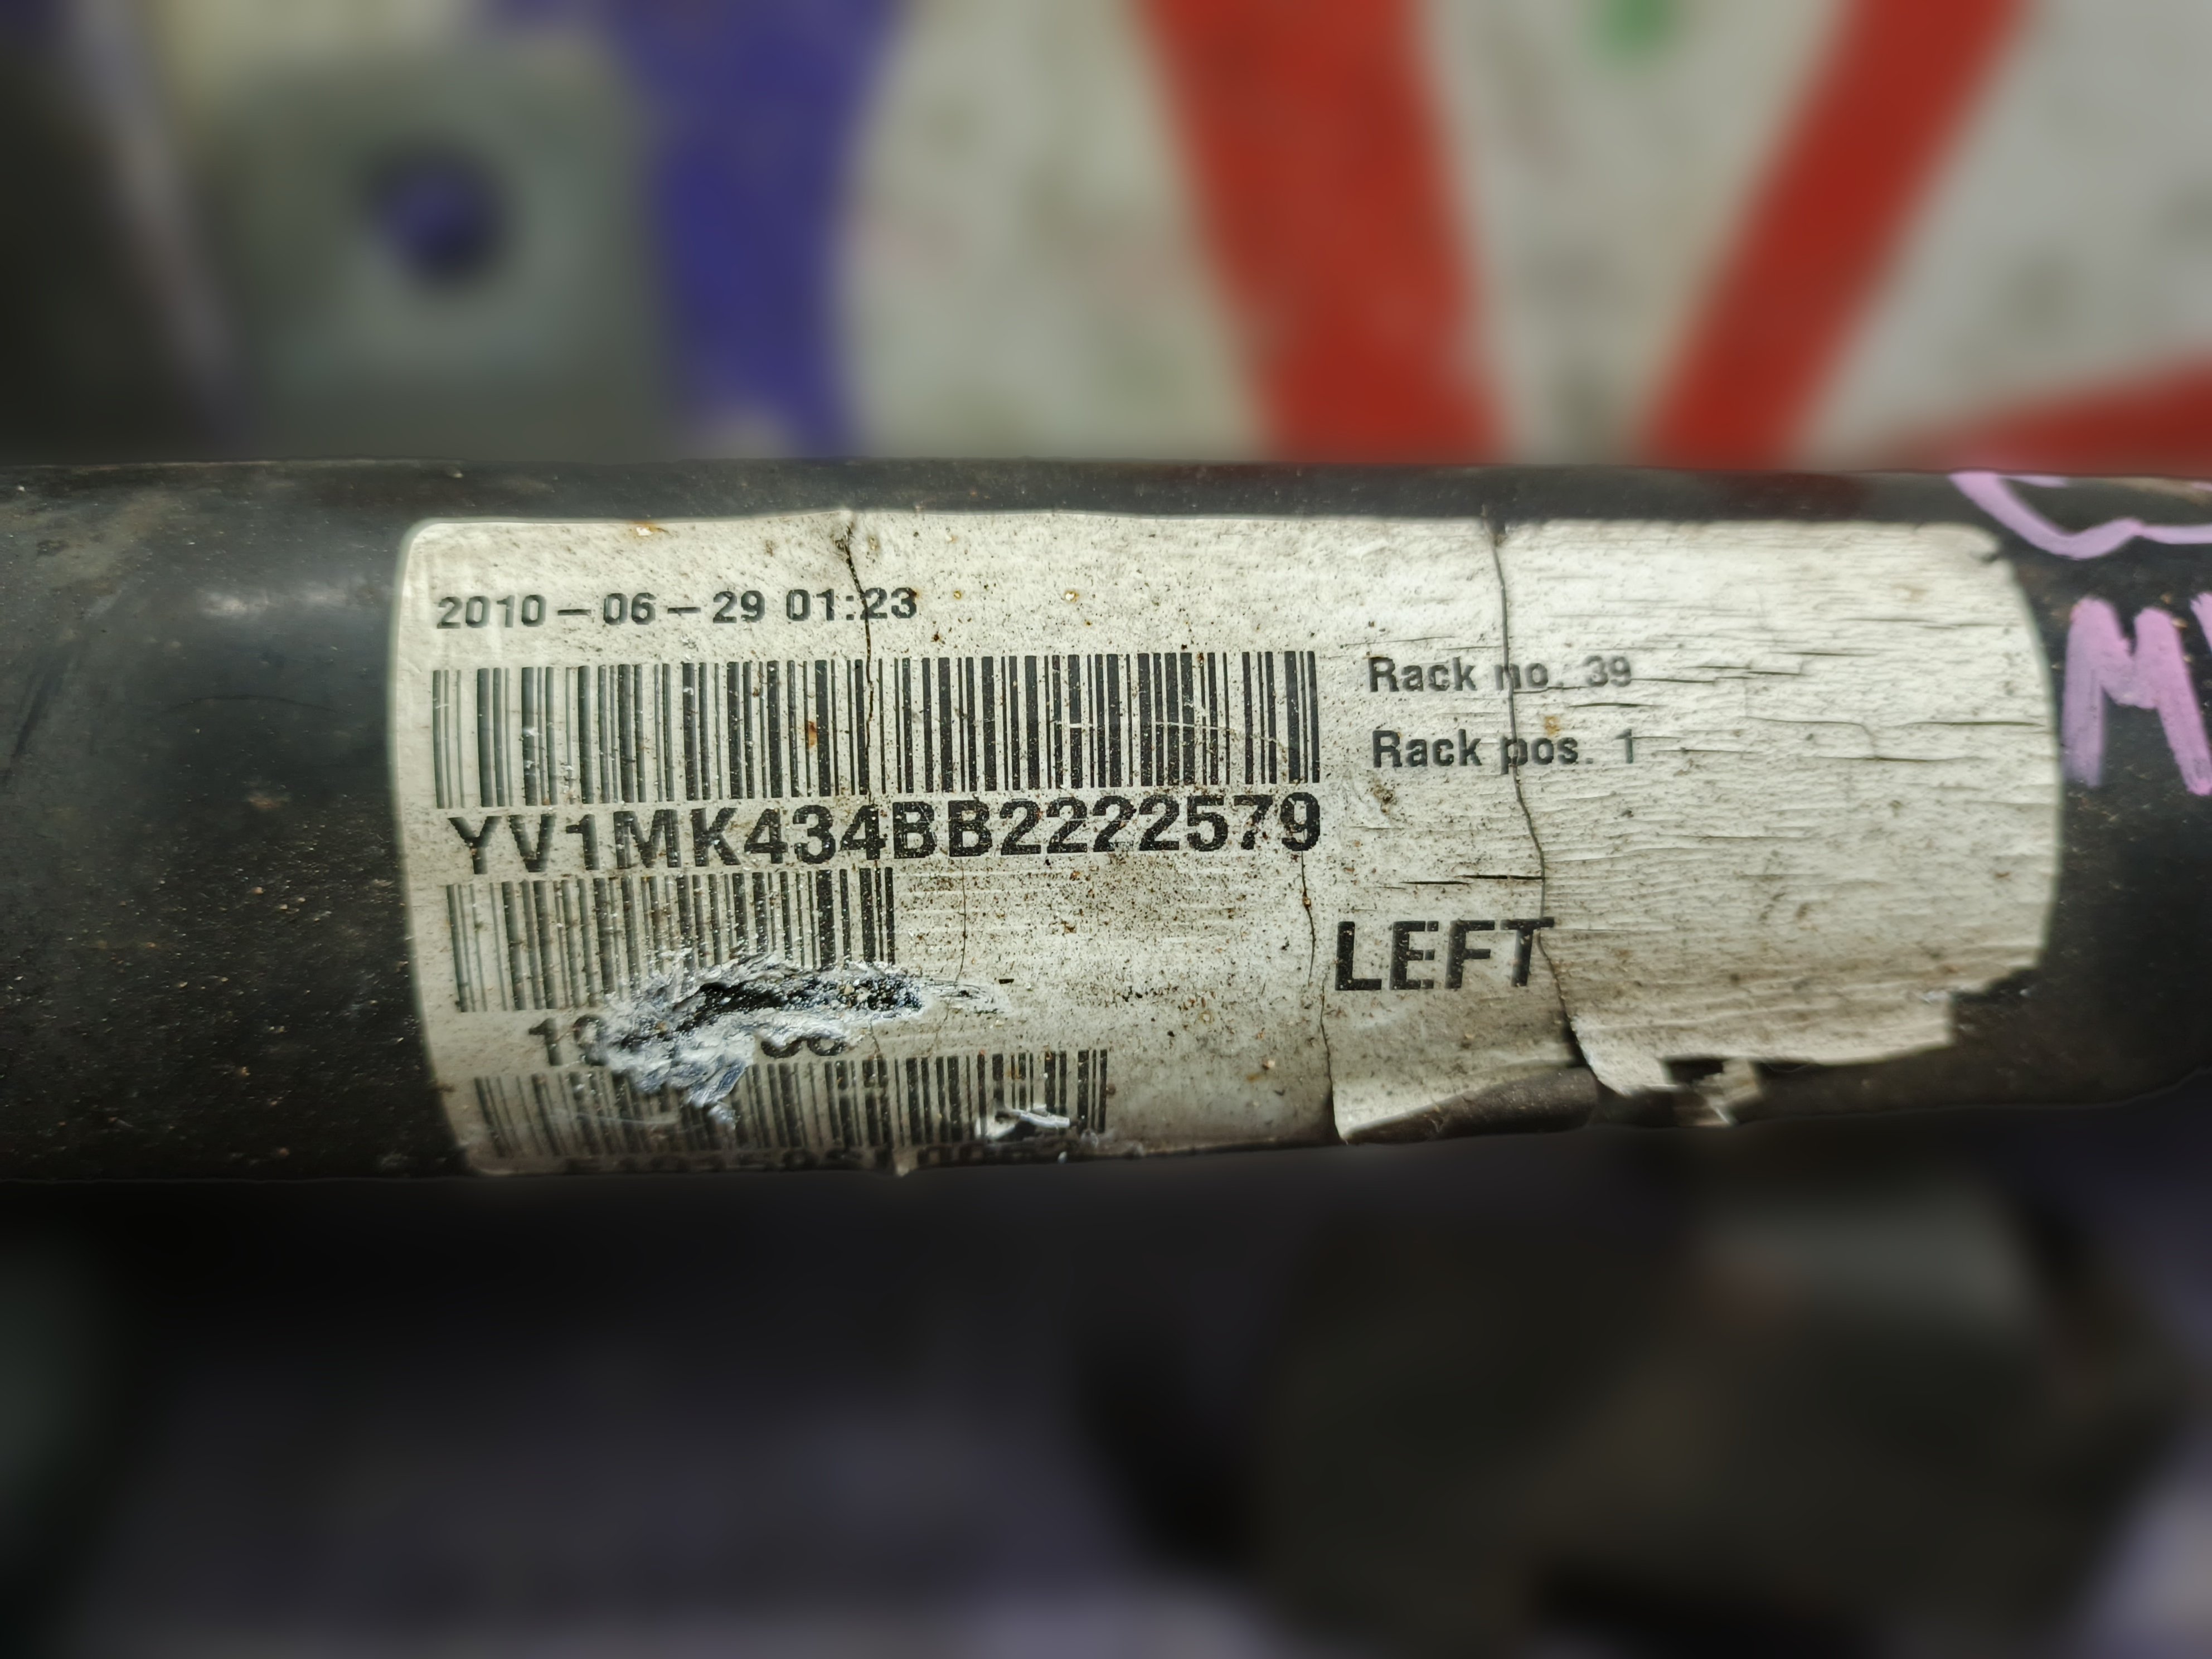 2010-06-29 01:23
Rack no. 39
Rack pos. 1
YV1MK434BB2222579
LEFT